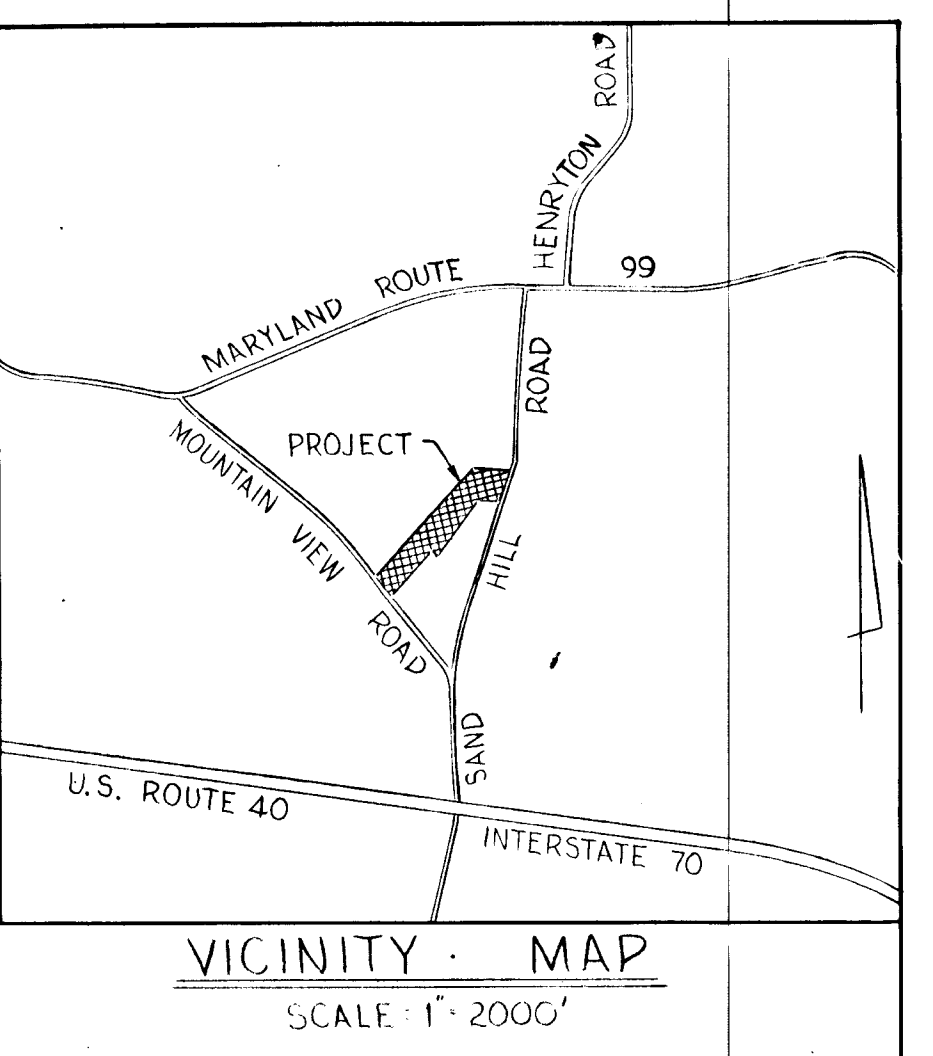 HENRYTON ROAD
99
MARYLAND ROUTE
ROAD
PROJECT
MOUNTAIN VIEW ROAD
HILL
SAND
U.S. ROUTE 40
INTERSTATE 70
VICINITY · MAP
SCALE: 1"= 2000'